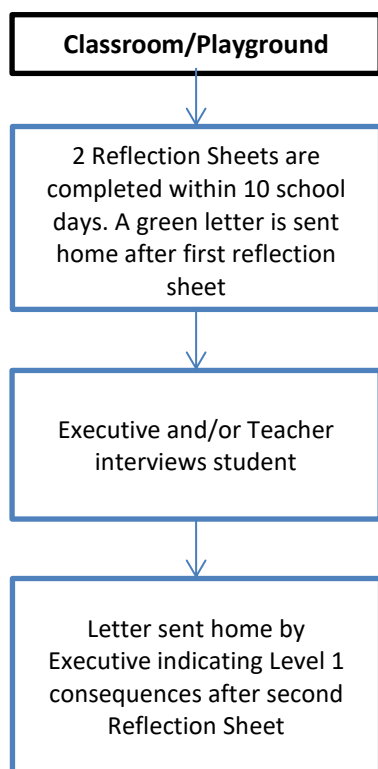 Classroom/Playground
2 Reflection Sheets are
completed within 10 school
days. A green letter is sent
home after first reflection
sheet
Executive and/or Teacher
interviews student
Letter sent home by
Executive indicating Level 1
consequences after second
Reflection Sheet